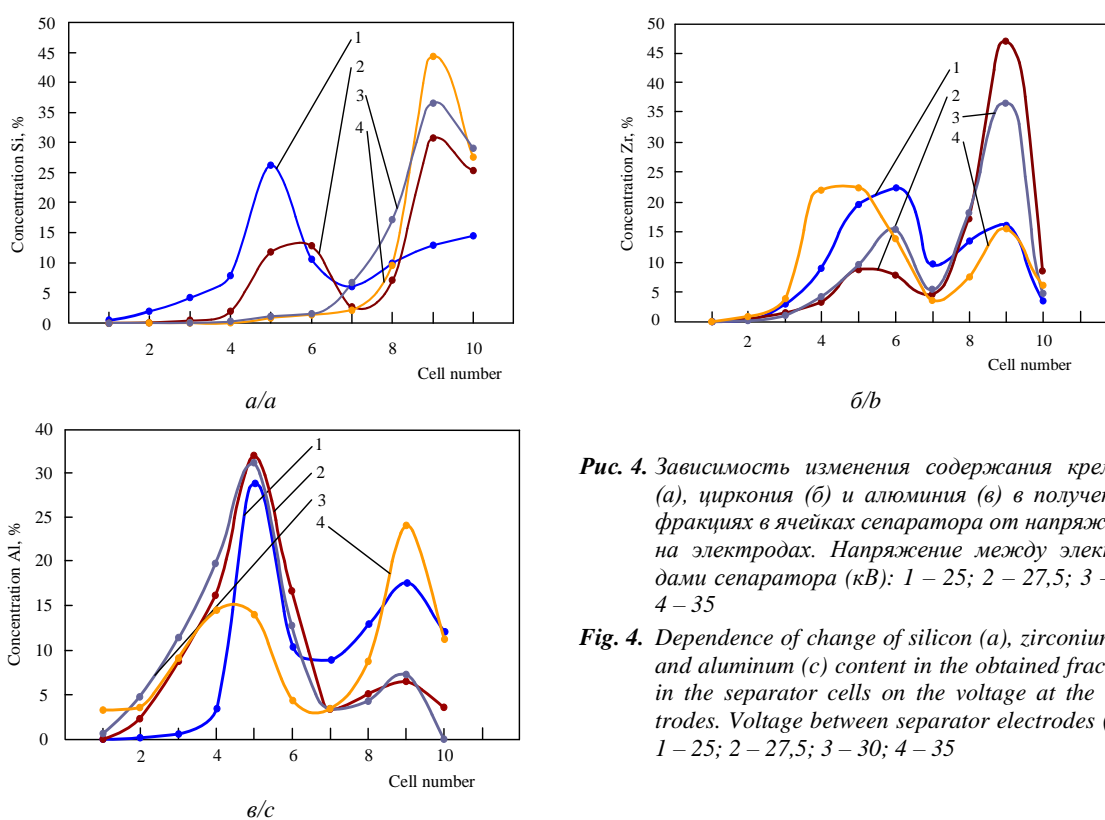 50
45
40
35
30
25
20
15
10
5
0
Concentration Si, %
1
2
3
4
2 4 6 8 10
Cell number
а/a
50
45
40
35
30
25
20
15
10
5
0
Concentration Zr, %
1
2
3
4
2 4 6 8 10
Cell number
б/b
40
35
30
25
20
15
10
5
0
Concentration Al, %
1
2
3
4
2 4 6 8 10
Cell number
в/c
Рис. 4. Зависимость изменения содержания крем
(а), циркония (б) и алюминия (в) в получе
фракциях в ячейках сепаратора от напряж
на электродах. Напряжение между элек
дами сепаратора (кВ): 1 – 25; 2 – 27,5; 3 –
4 – 35
Fig. 4. Dependence of change of silicon (a), zirconium
and aluminum (c) content in the obtained frac
in the separator cells on the voltage at the
trodes. Voltage between separator electrodes (
1 – 25; 2 – 27,5; 3 – 30; 4 – 35